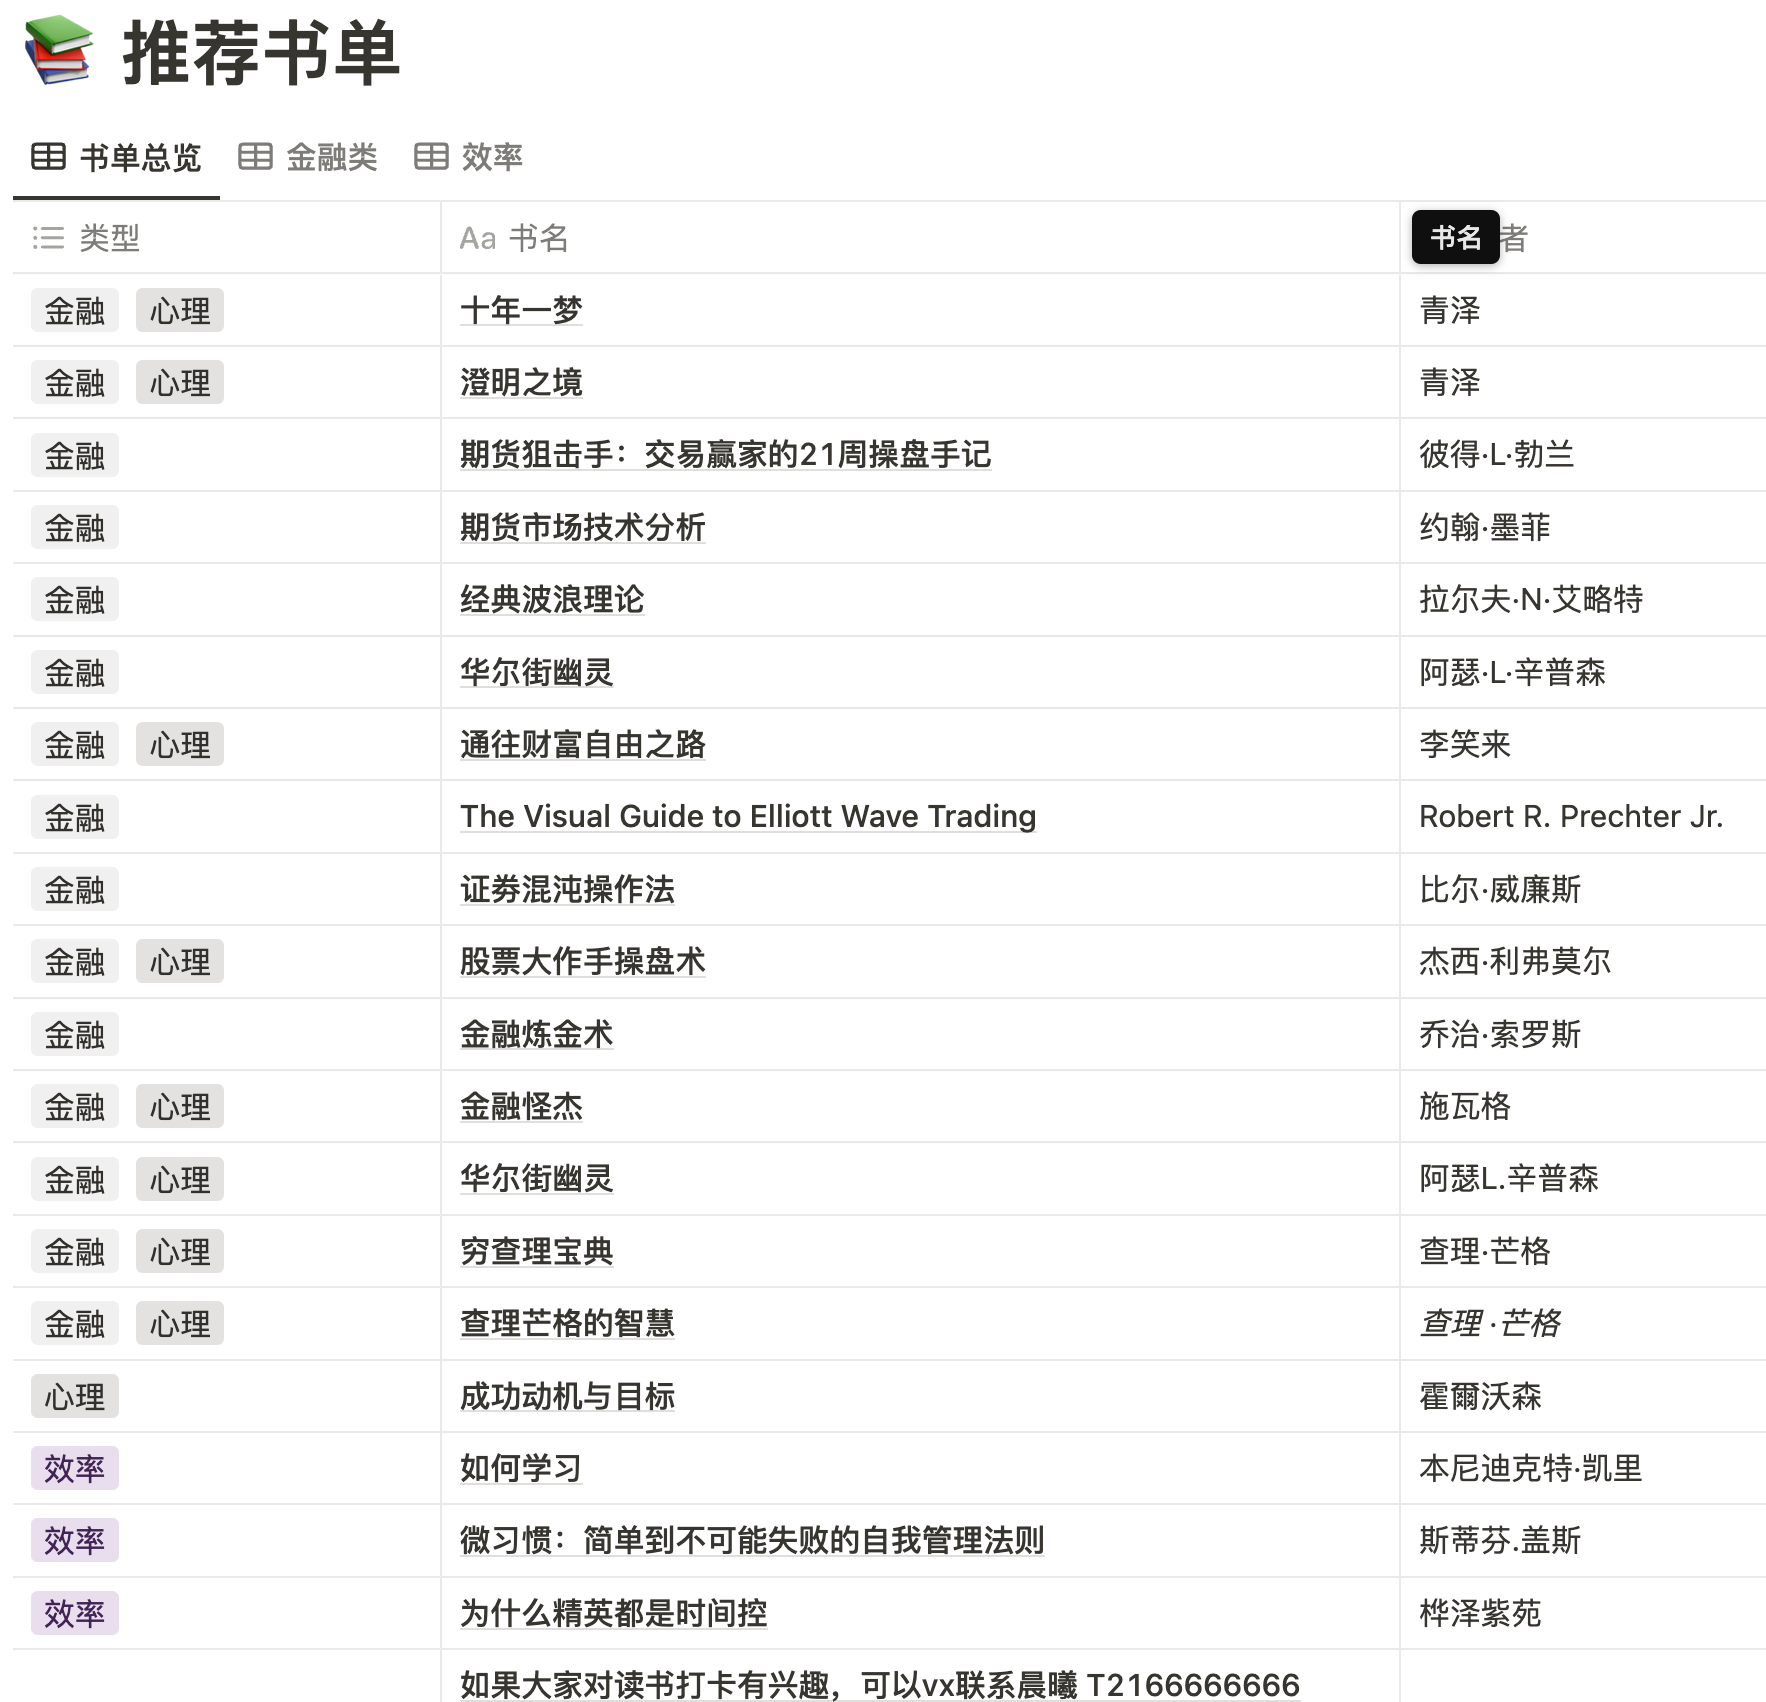 推荐书单
书单总览 金融类 效率
类型 Aa 书名 书名 者
金融 心理 十年一梦 青泽
金融 心理 澄明之境 青泽
金融 期货狙击手：交易赢家的21周操盘手记 彼得·L·勃兰
金融 期货市场技术分析 约翰·墨菲
金融 经典波浪理论 拉尔夫·N·艾略特
金融 华尔街幽灵 阿瑟·L·辛普森
金融 心理 通往财富自由之路 李笑来
金融 The Visual Guide to Elliott Wave Trading Robert R. Prechter Jr.
金融 证券混沌操作法 比尔·威廉斯
金融 心理 股票大作手操盘术 杰西·利弗莫尔
金融 金融炼金术 乔治·索罗斯
金融 心理 金融怪杰 施瓦格
金融 心理 华尔街幽灵 阿瑟L.辛普森
金融 心理 穷查理宝典 查理·芒格
金融 心理 查理芒格的智慧 查理 ·芒格
心理 成功动机与目标 霍爾沃森
效率 如何学习 本尼迪克特·凯里
效率 微习惯：简单到不可能失败的自我管理法则 斯蒂芬.盖斯
效率 为什么精英都是时间控 桦泽紫苑
如果大家对读书打卡有兴趣，可以vx联系晨曦 T2166666666